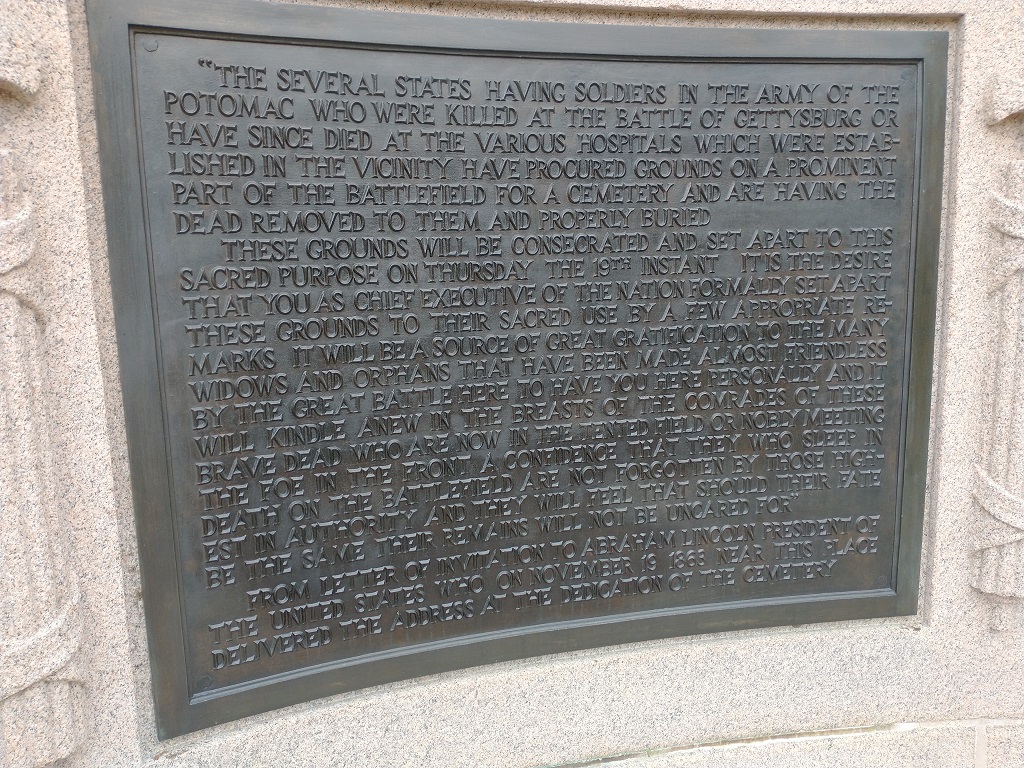 "THE SEVERAL STATES HAVING SOLDIERS IN THE ARMY OF THE
POTOMAC WHO WERE KILLED AT THE BATTLE OF GETTYSBURG OR
HAVE SINCE DIED AT THE VARIOUS HOSPITALS WHICH WERE ESTAB-
LISHED IN THE VICINITY HAVE PROCURED GROUNDS ON A PROMINENT
PART OF THE BATTLEFIELD FOR A CEMETERY AND ARE HAVING THE
DEAD REMOVED TO THEM AND PROPERLY BURIED
THESE GROUNDS WILL BE CONSECRATED AND SET APART TO THIS
SACRED PURPOSE ON THURSDAY THE 19TH INSTANT IT IS THE DESIRE
THAT YOU AS CHIEF EXECUTIVE OF THE NATION FORMALLY SET APART
THESE GROUNDS TO THEIR SACRED USE BY A FEW APPROPRIATE RE-
MARKS IT WILL BE A SOURCE OF GREAT GRATIFICATION TO THE MANY
WIDOWS AND ORPHANS THAT HAVE BEEN MADE ALMOST FRIENDLESS
BY THE GREAT BATTLE HERE TO HAVE YOU HERE PERSONALLY AND IT
WILL KINDLE ANEW IN THE BREASTS OF THE COMRADES OF THESE
BRAVE DEAD WHO ARE NOW IN THE TENTED FIELD OR NOBLY MEETING
THE FOE IN THE FRONT A CONFIDENCE THAT THEY WHO SLEEP IN
DEATH ON THE BATTLEFIELD ARE NOT FORGOTTEN BY THOSE HIGH-
EST IN AUTHORITY AND THEY WILL FEEL THAT SHOULD THEIR FATE
BE THE SAME THEIR REMAINS WILL NOT BE UNCARED FOR"
FROM LETTER OF INVITATION TO ABRAHAM LINCOLN PRESIDENT OF
THE UNITED STATES WHO ON NOVEMBER 19 1863 NEAR THIS PLACE
DELIVERED THE ADDRESS AT THE DEDICATION OF THE CEMETERY